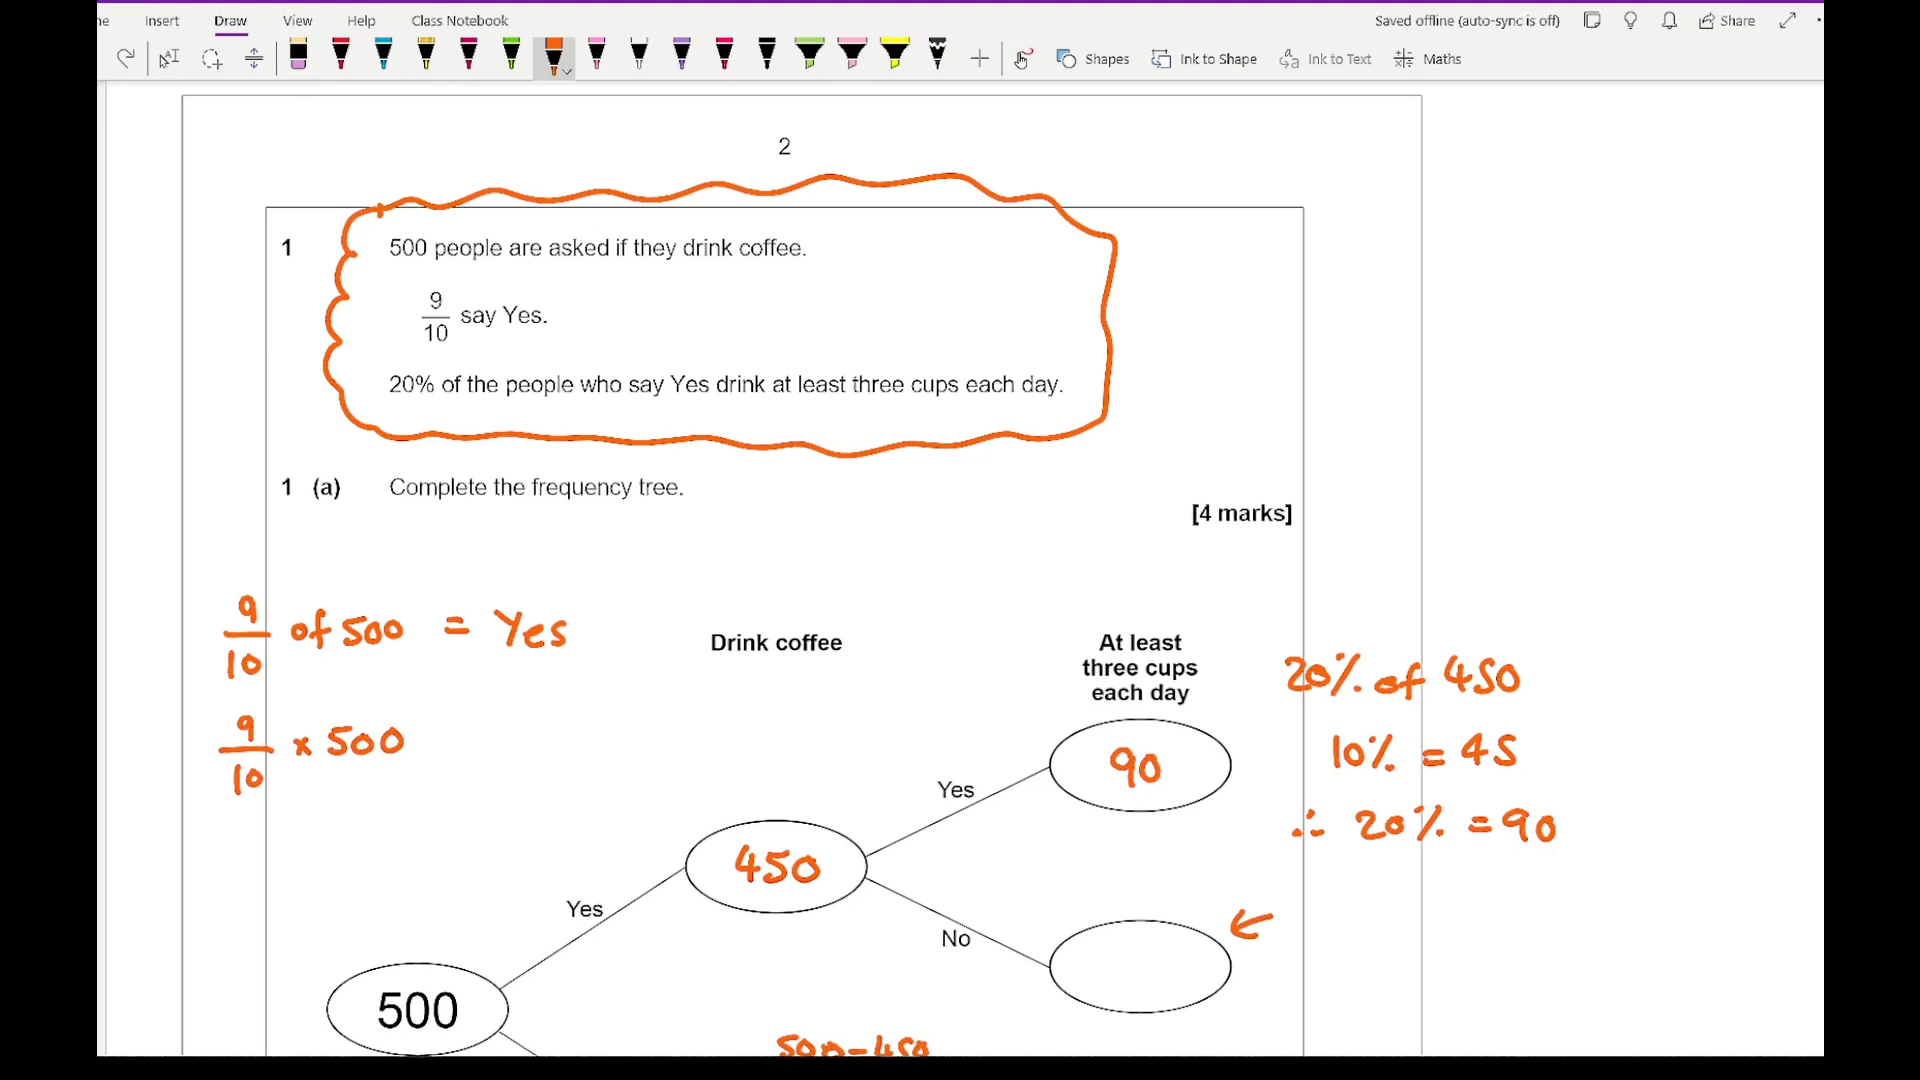 Insert Draw View Help Class Notebook Saved offline (auto-sync is off) Share
Shapes Ink to Shape Ink to Text Maths
2
1 500 people are asked if they drink coffee.
9/10 say Yes.
20% of the people who say Yes drink at least three cups each day.
1 (a) Complete the frequency tree.
[4 marks]
9/10 of 500 = Yes
9/10 × 500
Drink coffee
At least
three cups
each day
20% of 450
10% = 45
∴ 20% = 90
Yes
90
450
Yes
No
500
500-450